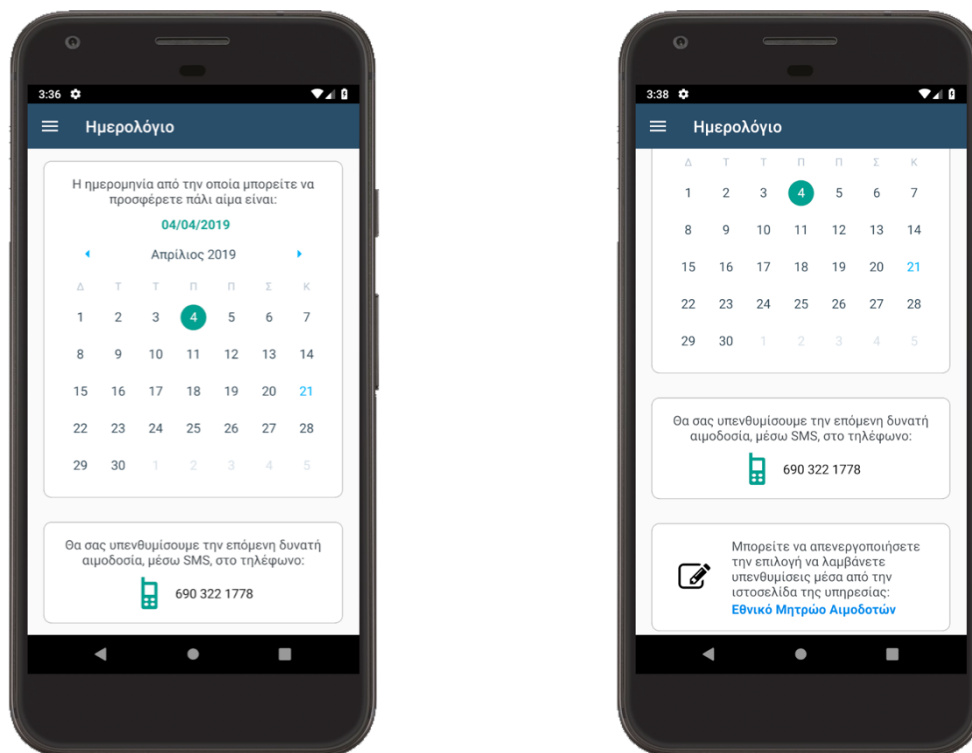 3:36
Ημερολόγιο
Η ημερομηνία από την οποία μπορείτε να
προσφέρετε πάλι αίμα είναι:
04/04/2019
Απρίλιος 2019
Δ Τ Τ Π Π Σ Κ
1 2 3 4 5 6 7
8 9 10 11 12 13 14
15 16 17 18 19 20 21
22 23 24 25 26 27 28
29 30 1 2 3 4 5
Θα σας υπενθυμίσουμε την επόμενη δυνατή
αιμοδοσία, μέσω SMS, στο τηλέφωνο:
690 322 1778
3:38
Ημερολόγιο
Δ Τ Τ Π Π Σ Κ
1 2 3 4 5 6 7
8 9 10 11 12 13 14
15 16 17 18 19 20 21
22 23 24 25 26 27 28
29 30 1 2 3 4 5
Θα σας υπενθυμίσουμε την επόμενη δυνατή
αιμοδοσία, μέσω SMS, στο τηλέφωνο:
690 322 1778
Μπορείτε να απενεργοποιήσετε
την επιλογή να λαμβάνετε
υπενθυμίσεις μέσα από την
ιστοσελίδα της υπηρεσίας:
Εθνικό Μητρώο Αιμοδοτών